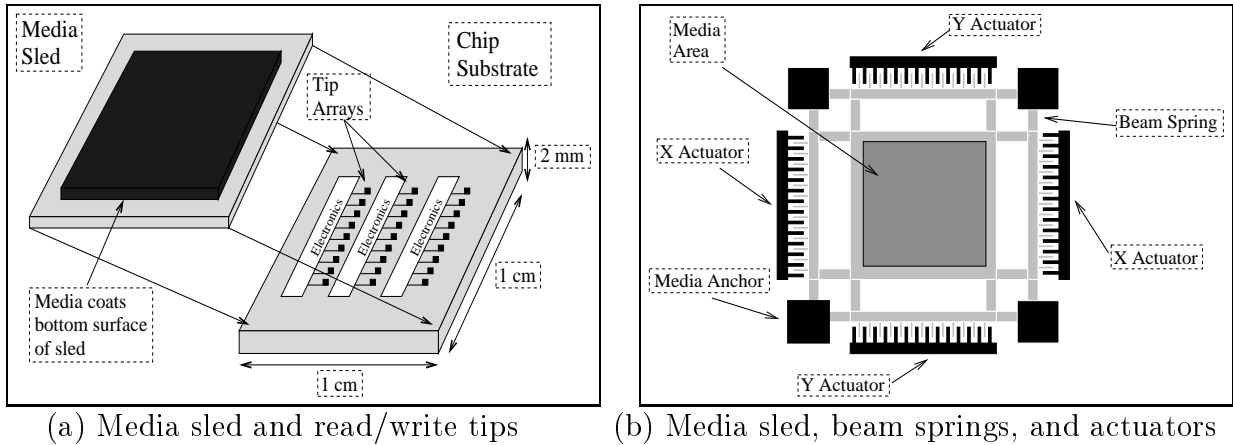 Media
Sled
Chip
Substrate
Tip
Arrays
2 mm
Electronics
Electronics
Electronics
1 cm
Media coats
bottom surface
of sled
1 cm
(a) Media sled and read/write tips
Media
Area
Y Actuator
Beam Spring
X Actuator
X Actuator
Media Anchor
Y Actuator
(b) Media sled, beam springs, and actuators